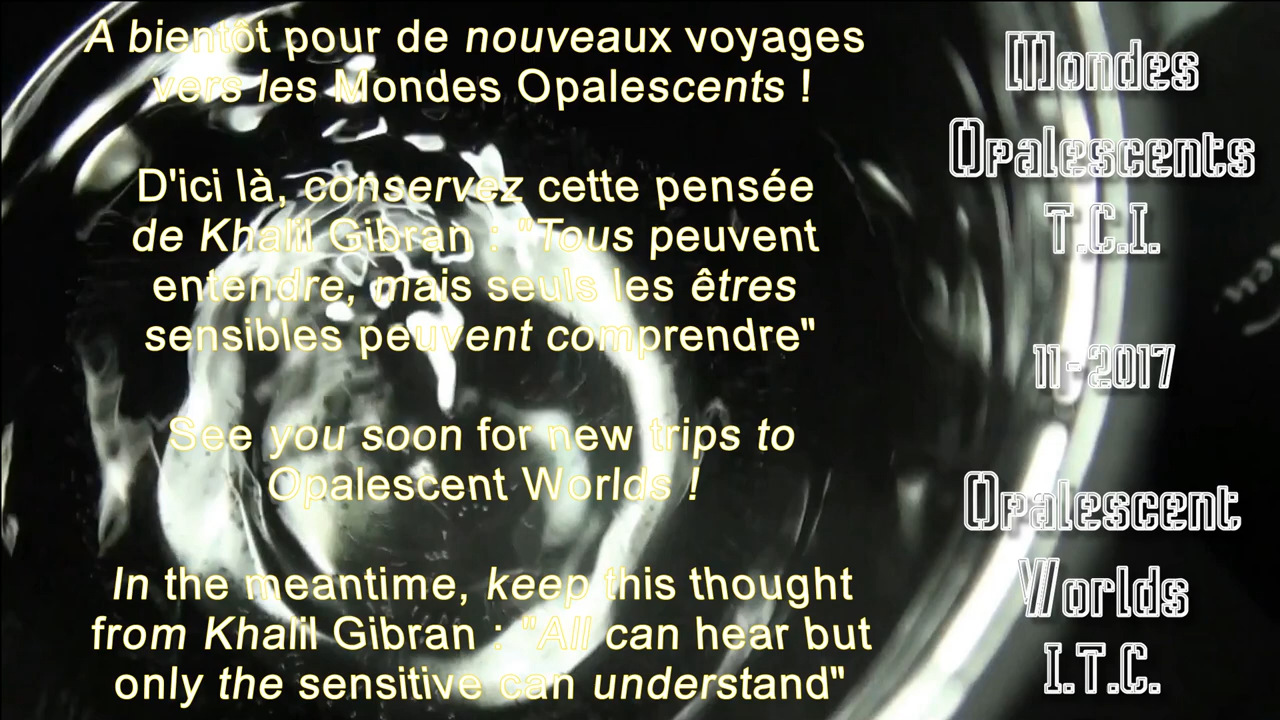 A bientôt pour de nouveaux voyages
vers les Mondes Opalescents !
D'ici là, conservez cette pensée
de Khalil Gibran : "Tous peuvent
entendre, mais seuls les êtres
sensibles peuvent comprendre"
See you soon for new trips to
Opalescent Worlds !
In the meantime, keep this thought
from Khalil Gibran : "All can hear but
only the sensitive can understand"
Mondes
Opalescents
T.C.I.
11-2017
Opalescent
Worlds
I.T.C.